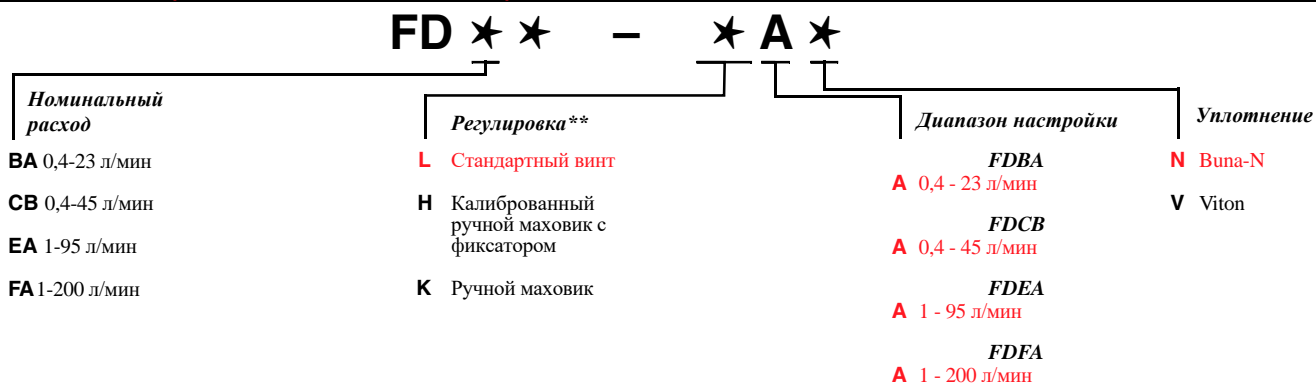 FD ✶ ✶ – ✶ A ✶
Номинальный
расход
BA 0,4-23 л/мин
CB 0,4-45 л/мин
EA 1-95 л/мин
FA 1-200 л/мин
Регулировка**
L Стандартный винт
H Калиброванный
ручной маховик с
фиксатором
K Ручной маховик
Диапазон настройки
FDBA
A 0,4 - 23 л/мин
FDCB
A 0,4 - 45 л/мин
FDEA
A 1 - 95 л/мин
FDFA
A 1 - 200 л/мин
Уплотнение
N Buna-N
V Viton